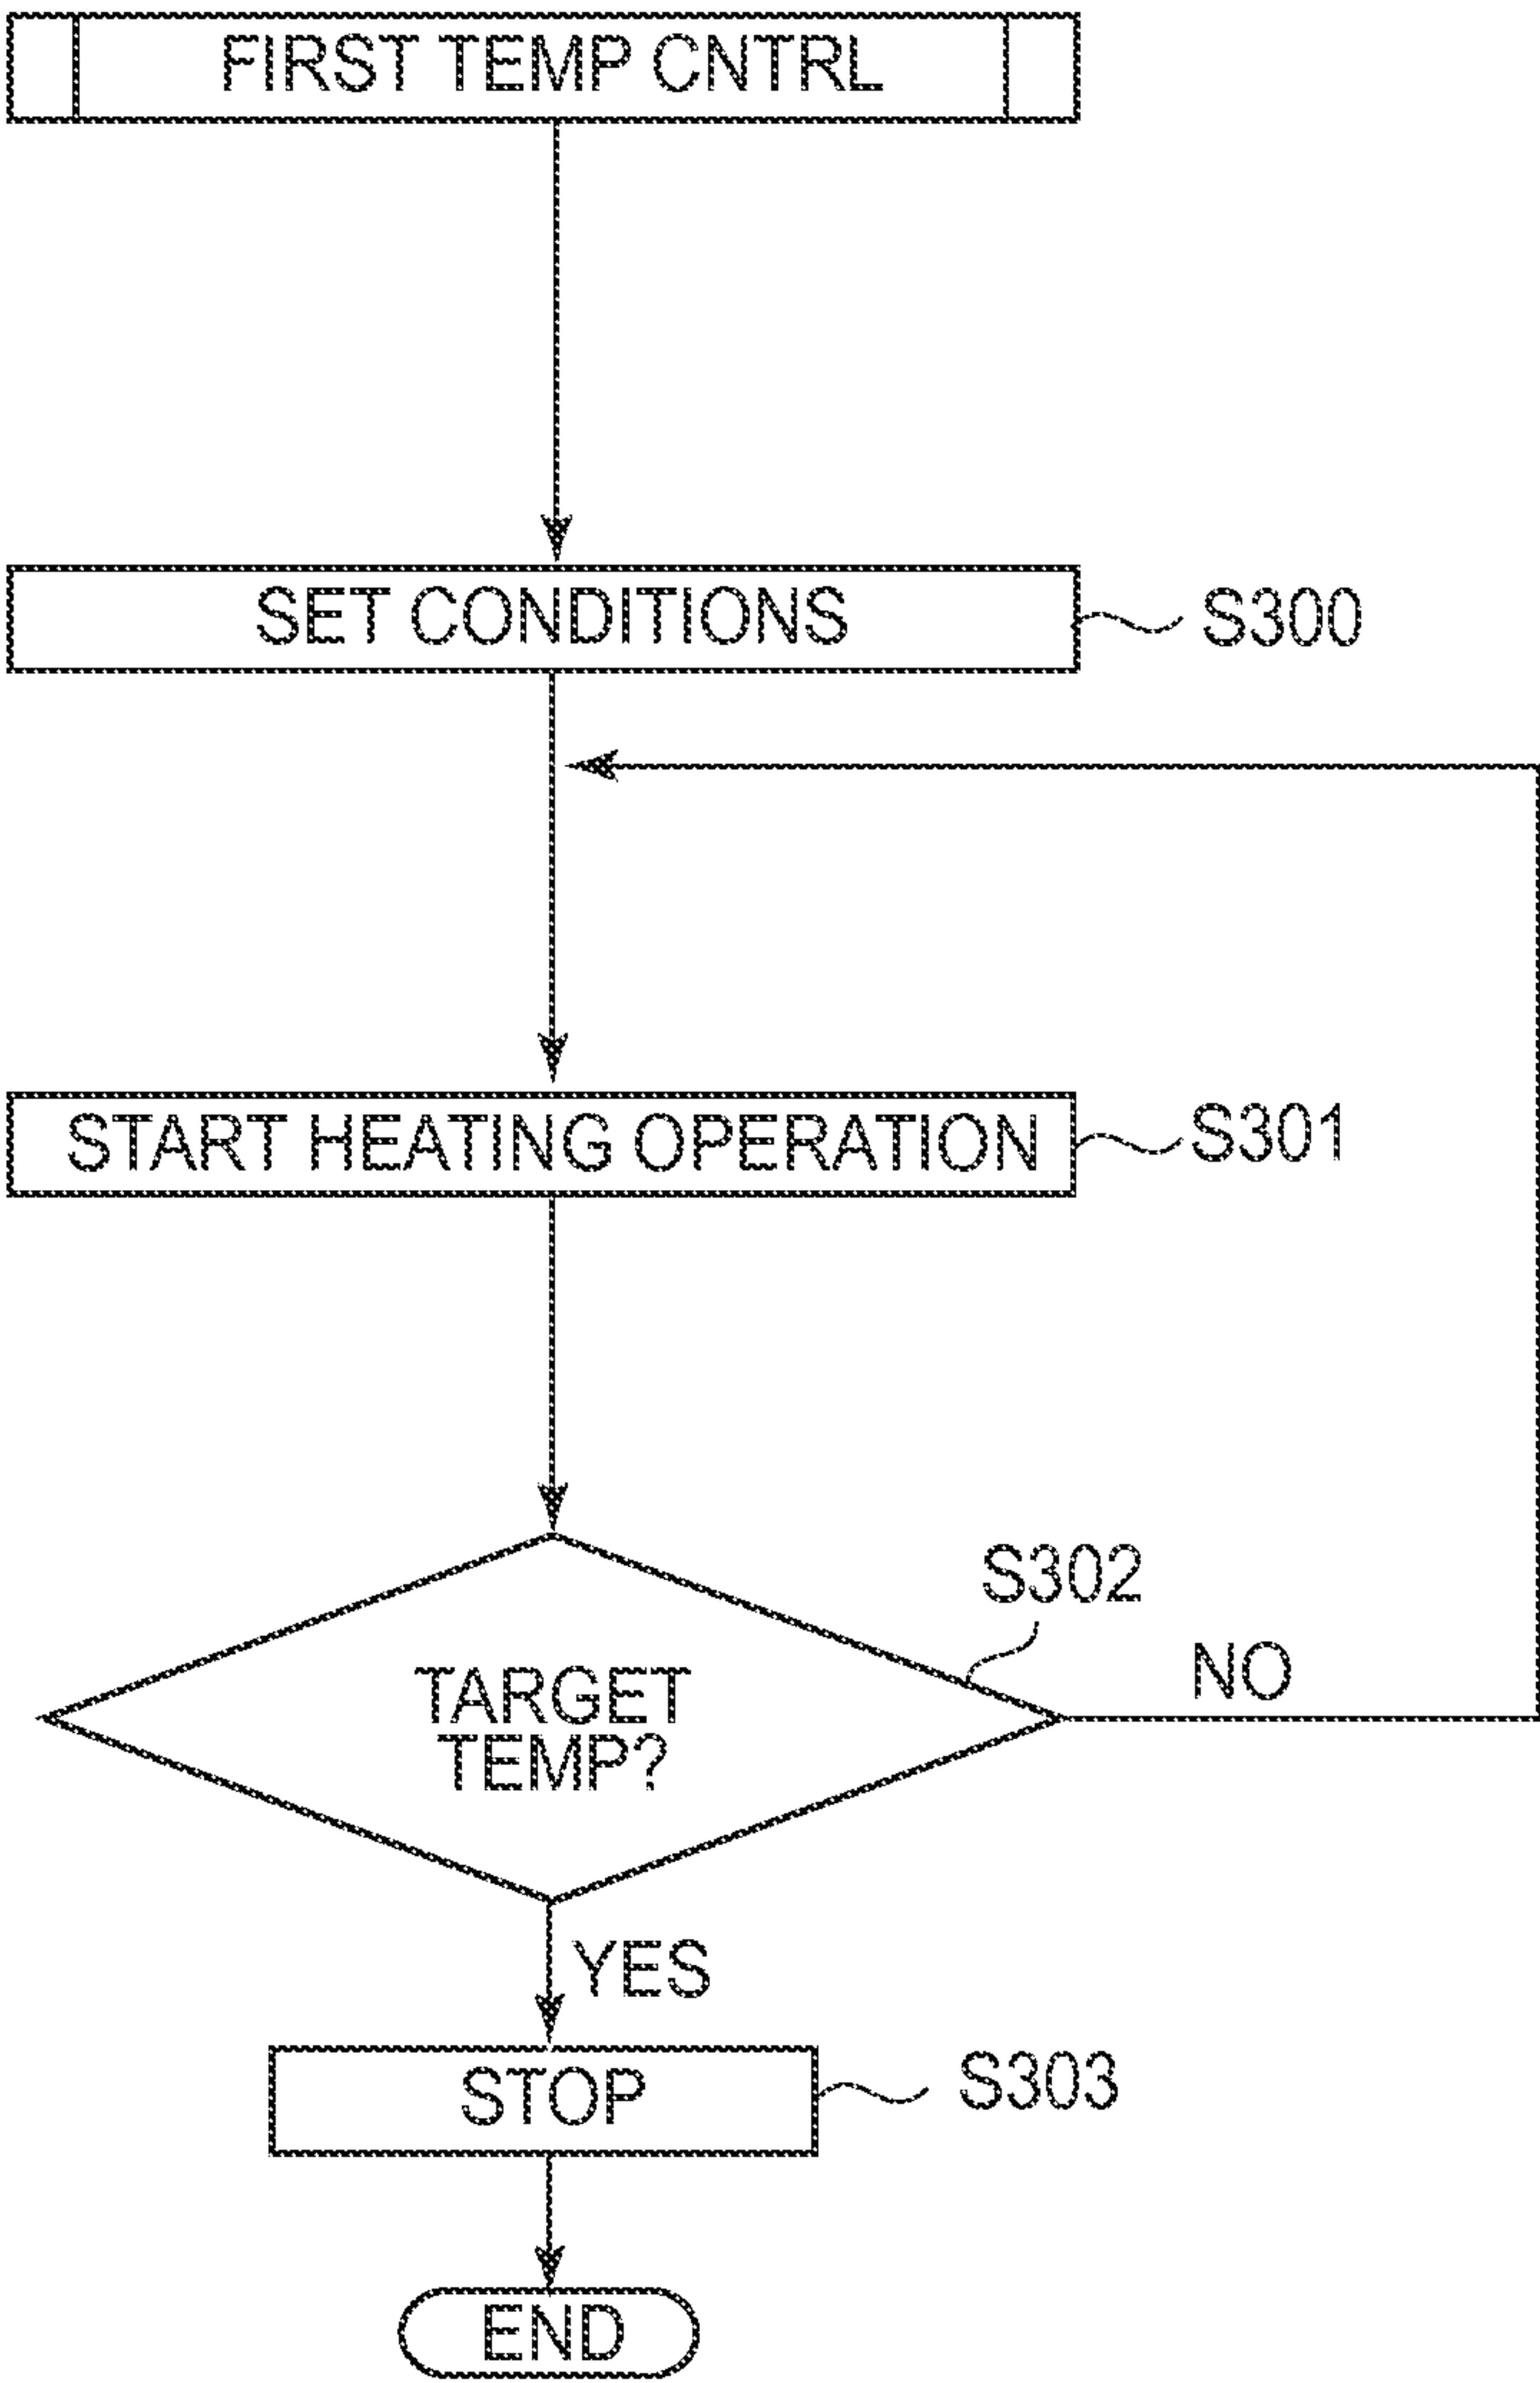 FIRST TEMP CNTRL
SET CONDITIONS
S300
START HEATING OPERATION
S301
S302
TARGET
TEMP?
NO
YES
STOP
S303
END